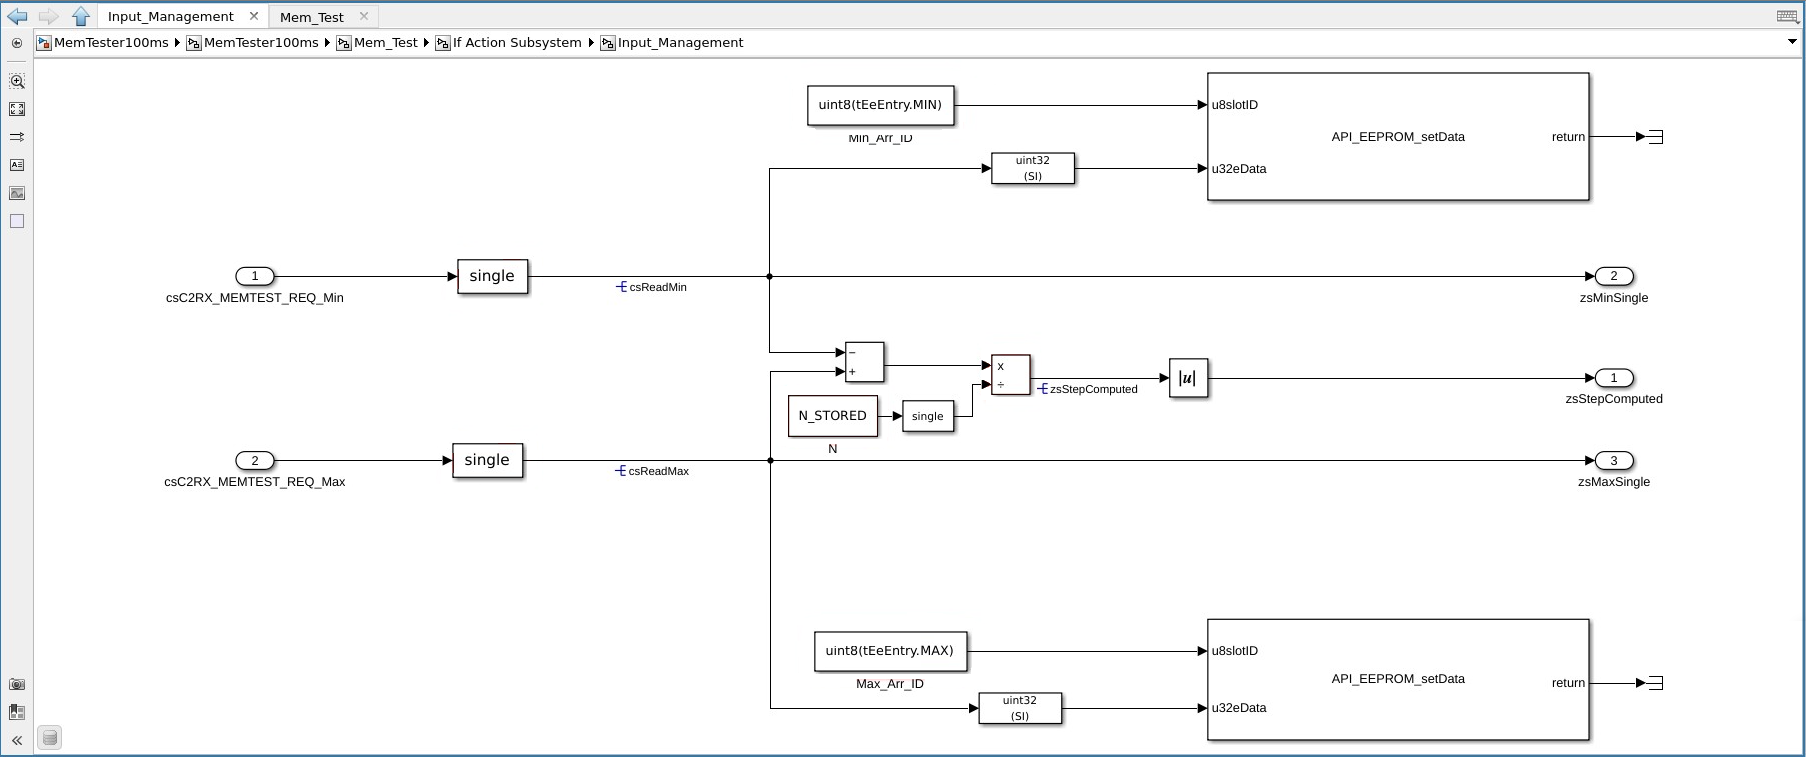 Input_Management ×
Mem_Test ×
MemTester100ms MemTester100ms Mem_Test If Action Subsystem Input_Management
uint8(tEeEntry.MIN)
Min_Arr_ID
uint32
(SI)
u8slotID
u32eData
API_EEPROM_setData
return
1
csC2RX_MEMTEST_REQ_Min
single
csReadMin
2
zsMinSingle
−
+
N_STORED
N
single
x
÷
zsStepComputed
|u|
1
zsStepComputed
2
csC2RX_MEMTEST_REQ_Max
single
csReadMax
3
zsMaxSingle
uint8(tEeEntry.MAX)
Max_Arr_ID
uint32
(SI)
u8slotID
u32eData
API_EEPROM_setData
return